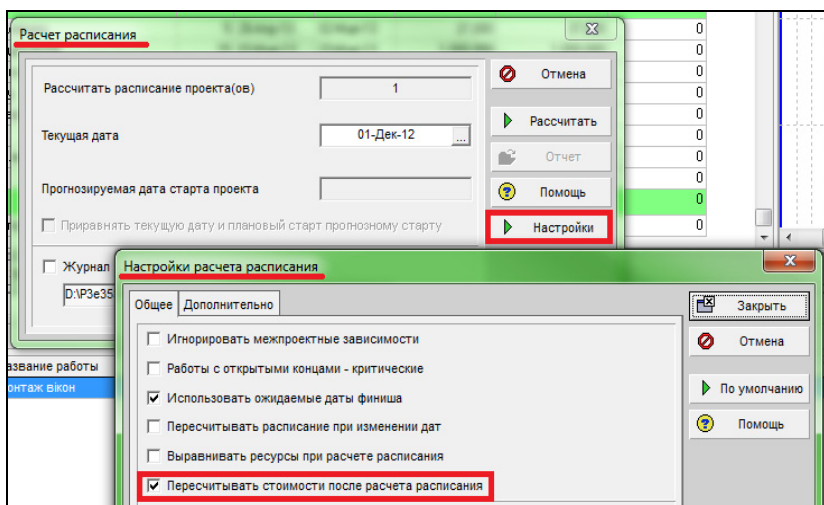 Расчет расписания
0
0
0
0
0
0
0
0
0
0
Рассчитать расписание проекта(ов) 1
Текущая дата 01-Дек-12 ...
Прогнозируемая дата старта проекта
Приравнять текущую дату и плановый старт прогнозному старту
Отмена
Рассчитать
Отчет
Помощь
Настройки
Журнал
D:\P3e35
азвание работы
онтаж вікон
Настройки расчета расписания
Общее Дополнительно
Игнорировать межпроектные зависимости
Работы с открытыми концами - критические
Использовать ожидаемые даты финиша
Пересчитывать расписание при изменении дат
Выравнивать ресурсы при расчете расписания
Пересчитывать стоимости после расчета расписания
Закрыть
Отмена
По умолчанию
Помощь